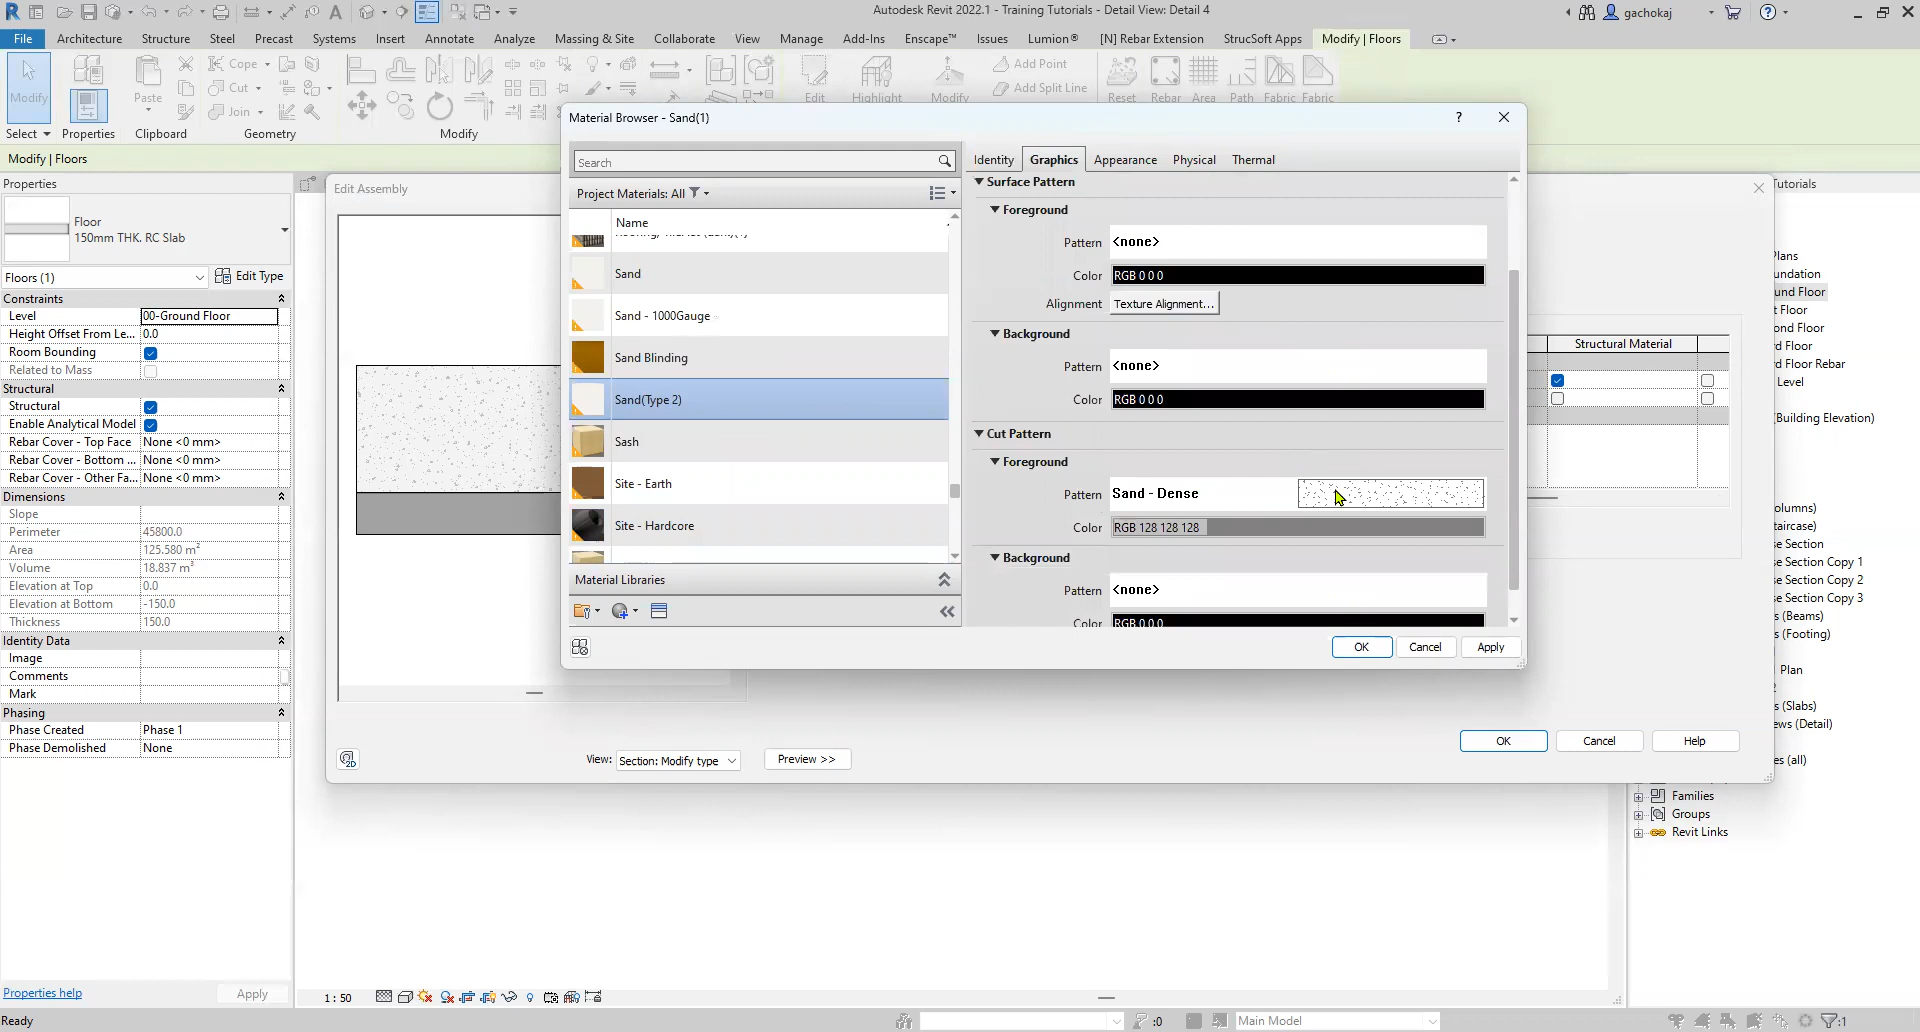 Autodesk Revit 2022.1 - Training Tutorials - Detail View: Detail 4
gachokaj
File Architecture Structure Steel Precast Systems Insert Annotate Analyze Massing & Site Collaborate View Manage Add-Ins Enscape™ Issues Lumion® [N] Rebar Extension StrucSoft Apps Modify | Floors
Modify Properties Paste Cope Cut Join Edit Highlight Modify Add Point Add Split Line Reset Rebar Area Path Fabric Fabric
Select Properties Clipboard Geometry Modify
Modify | Floors
Properties
Floor
150mm THK. RC Slab
Floors (1) Edit Type
Constraints
Level 00-Ground Floor
Height Offset From Le... 0.0
Room Bounding
Related to Mass
Structural
Structural
Enable Analytical Model
Rebar Cover - Top Face None <0 mm>
Rebar Cover - Bottom ... None <0 mm>
Rebar Cover - Other Fa... None <0 mm>
Dimensions
Slope
Perimeter 45800.0
Area 125.580 m²
Volume 18.837 m³
Elevation at Top 0.0
Elevation at Bottom -150.0
Thickness 150.0
Identity Data
Image
Comments
Mark
Phasing
Phase Created Phase 1
Phase Demolished None
Properties help Apply
Ready
Edit Assembly
View: Section: Modify type Preview >>
Structural Material
OK Cancel Help
Material Browser - Sand(1)
?
Search
Project Materials: All
Name
Sand
Sand - 1000Gauge
Sand Blinding
Sand(Type 2)
Sash
Site - Earth
Site - Hardcore
Material Libraries
Identity Graphics Appearance Physical Thermal
Surface Pattern
Foreground
Pattern <none>
Color RGB 0 0 0
Alignment Texture Alignment...
Background
Pattern <none>
Color RGB 0 0 0
Cut Pattern
Foreground
Pattern Sand - Dense
Color RGB 128 128 128
Background
Pattern <none>
Color RGB 0 0 0
OK Cancel Apply
utorials
lans
undation
und Floor
t Floor
ond Floor
rd Floor
rd Floor Rebar
Level
(Building Elevation)
olumns)
taircase)
se Section
se Section Copy 1
se Section Copy 2
se Section Copy 3
s (Beams)
s (Footing)
Plan
s (Slabs)
ews (Detail)
es (all)
Families
Groups
Revit Links
1 : 50
:0
Main Model
:1